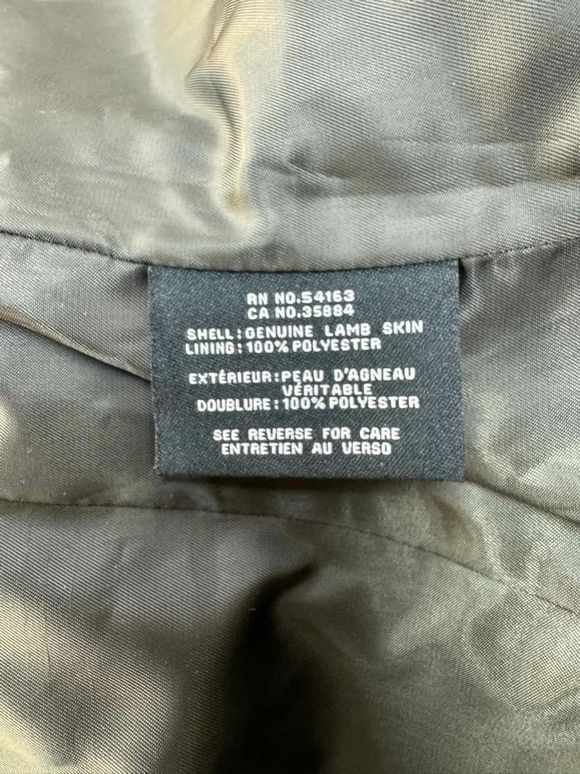 RN NO.54163
CA NO.35884
SHELL: GENUINE LAMB SKIN
LINING: 100% POLYESTER
EXTÉRIEUR: PEAU D'AGNEAU
VÉRITABLE
DOUBLURE: 100% POLYESTER
SEE REVERSE FOR CARE
ENTRETIEN AU VERSO